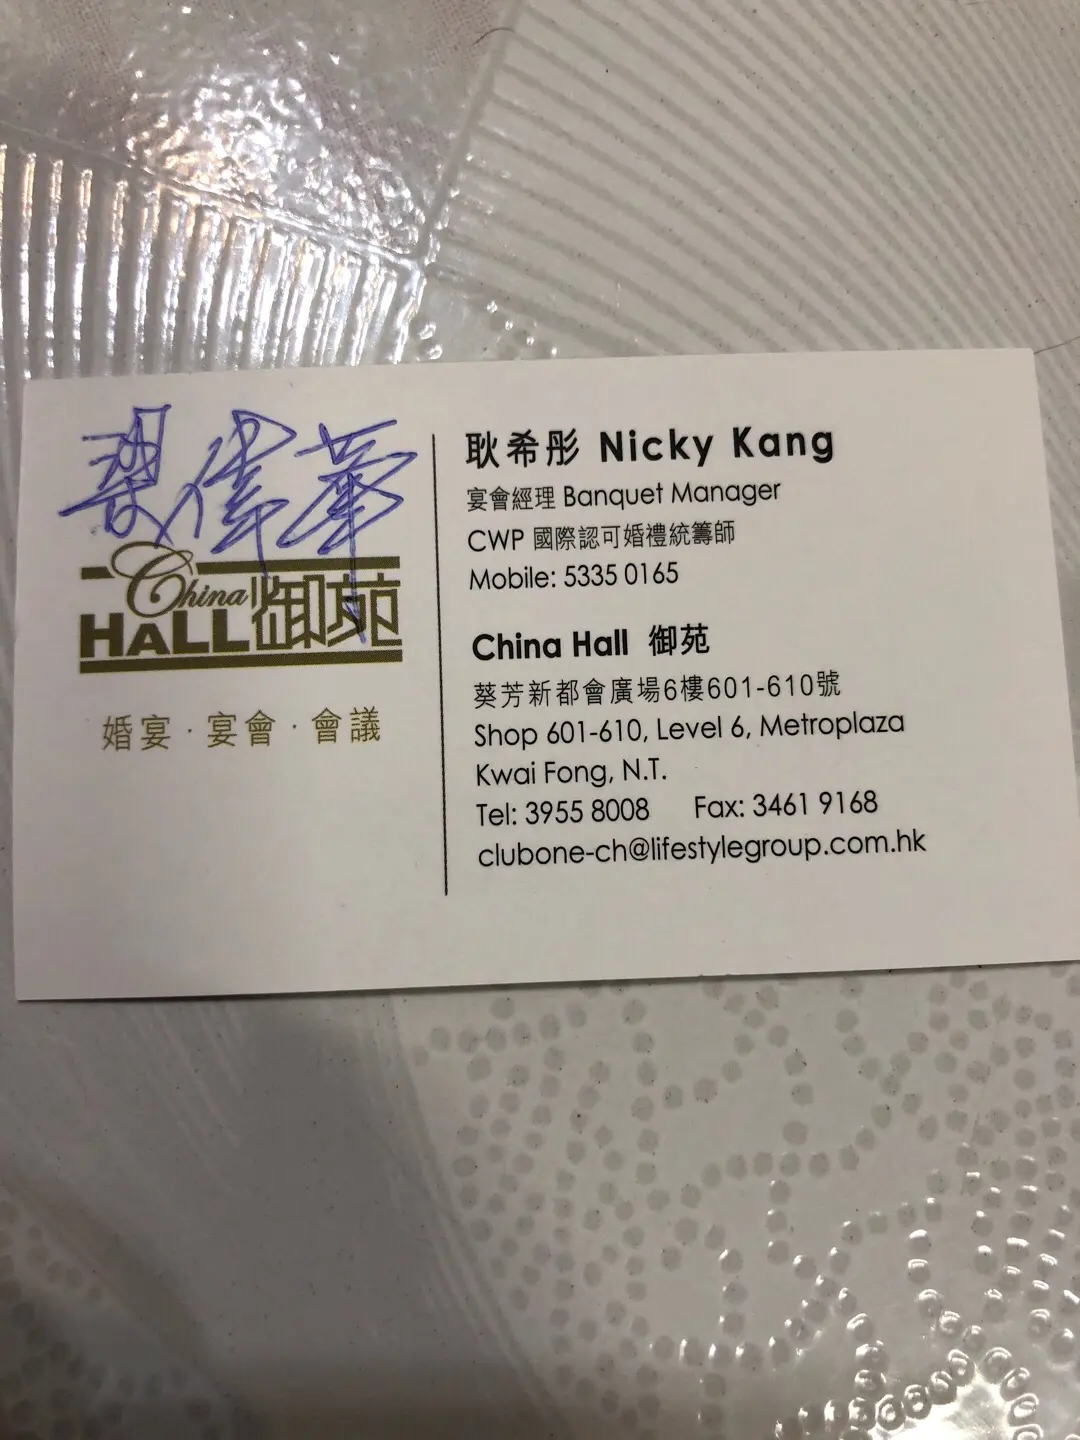 梁偉華
China
HALL 御苑
婚宴·宴會·會議
耿希彤 Nicky Kang
宴會經理 Banquet Manager
CWP 國際認可婚禮統籌師
Mobile: 5335 0165
China Hall 御苑
葵芳新都會廣場6樓601-610號
Shop 601-610, Level 6, Metroplaza
Kwai Fong, N.T.
Tel: 3955 8008 Fax: 3461 9168
clubone-ch@lifestylegroup.com.hk